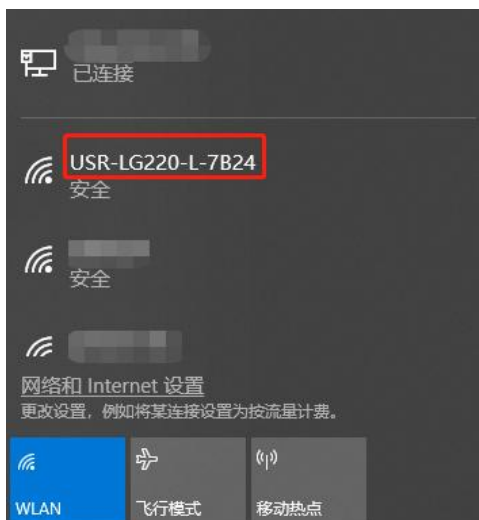 已连接
USR-LG220-L-7B24
安全
安全
网络和 Internet 设置
更改设置，例如将某连接设置为按流量计费。
WLAN
飞行模式
移动热点